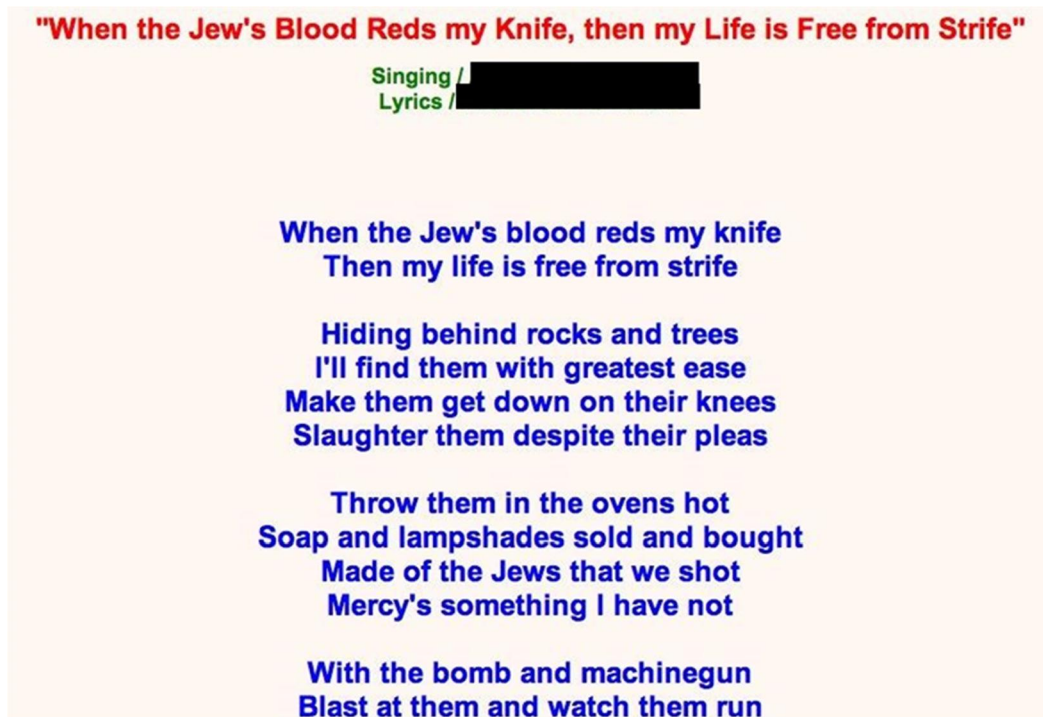 "When the Jew's Blood Reds my Knife, then my Life is Free from Strife"
Singing /
Lyrics /
When the Jew's blood reds my knife
Then my life is free from strife
Hiding behind rocks and trees
I'll find them with greatest ease
Make them get down on their knees
Slaughter them despite their pleas
Throw them in the ovens hot
Soap and lampshades sold and bought
Made of the Jews that we shot
Mercy's something I have not
With the bomb and machinegun
Blast at them and watch them run